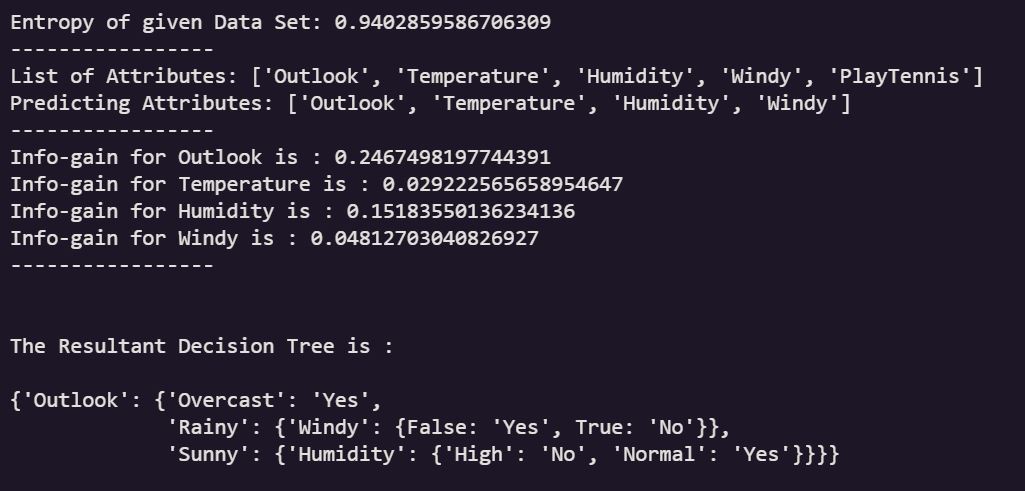 Entropy of given Data Set: 0.9402859586706309
-----------------
List of Attributes: ['Outlook', 'Temperature', 'Humidity', 'Windy', 'PlayTennis']
Predicting Attributes: ['Outlook', 'Temperature', 'Humidity', 'Windy']
-----------------
Info-gain for Outlook is : 0.2467498197744391
Info-gain for Temperature is : 0.029222565658954647
Info-gain for Humidity is : 0.15183550136234136
Info-gain for Windy is : 0.04812703040826927
-----------------
The Resultant Decision Tree is :
{'Outlook': {'Overcast': 'Yes',
             'Rainy': {'Windy': {False: 'Yes', True: 'No'}},
             'Sunny': {'Humidity': {'High': 'No', 'Normal': 'Yes'}}}}